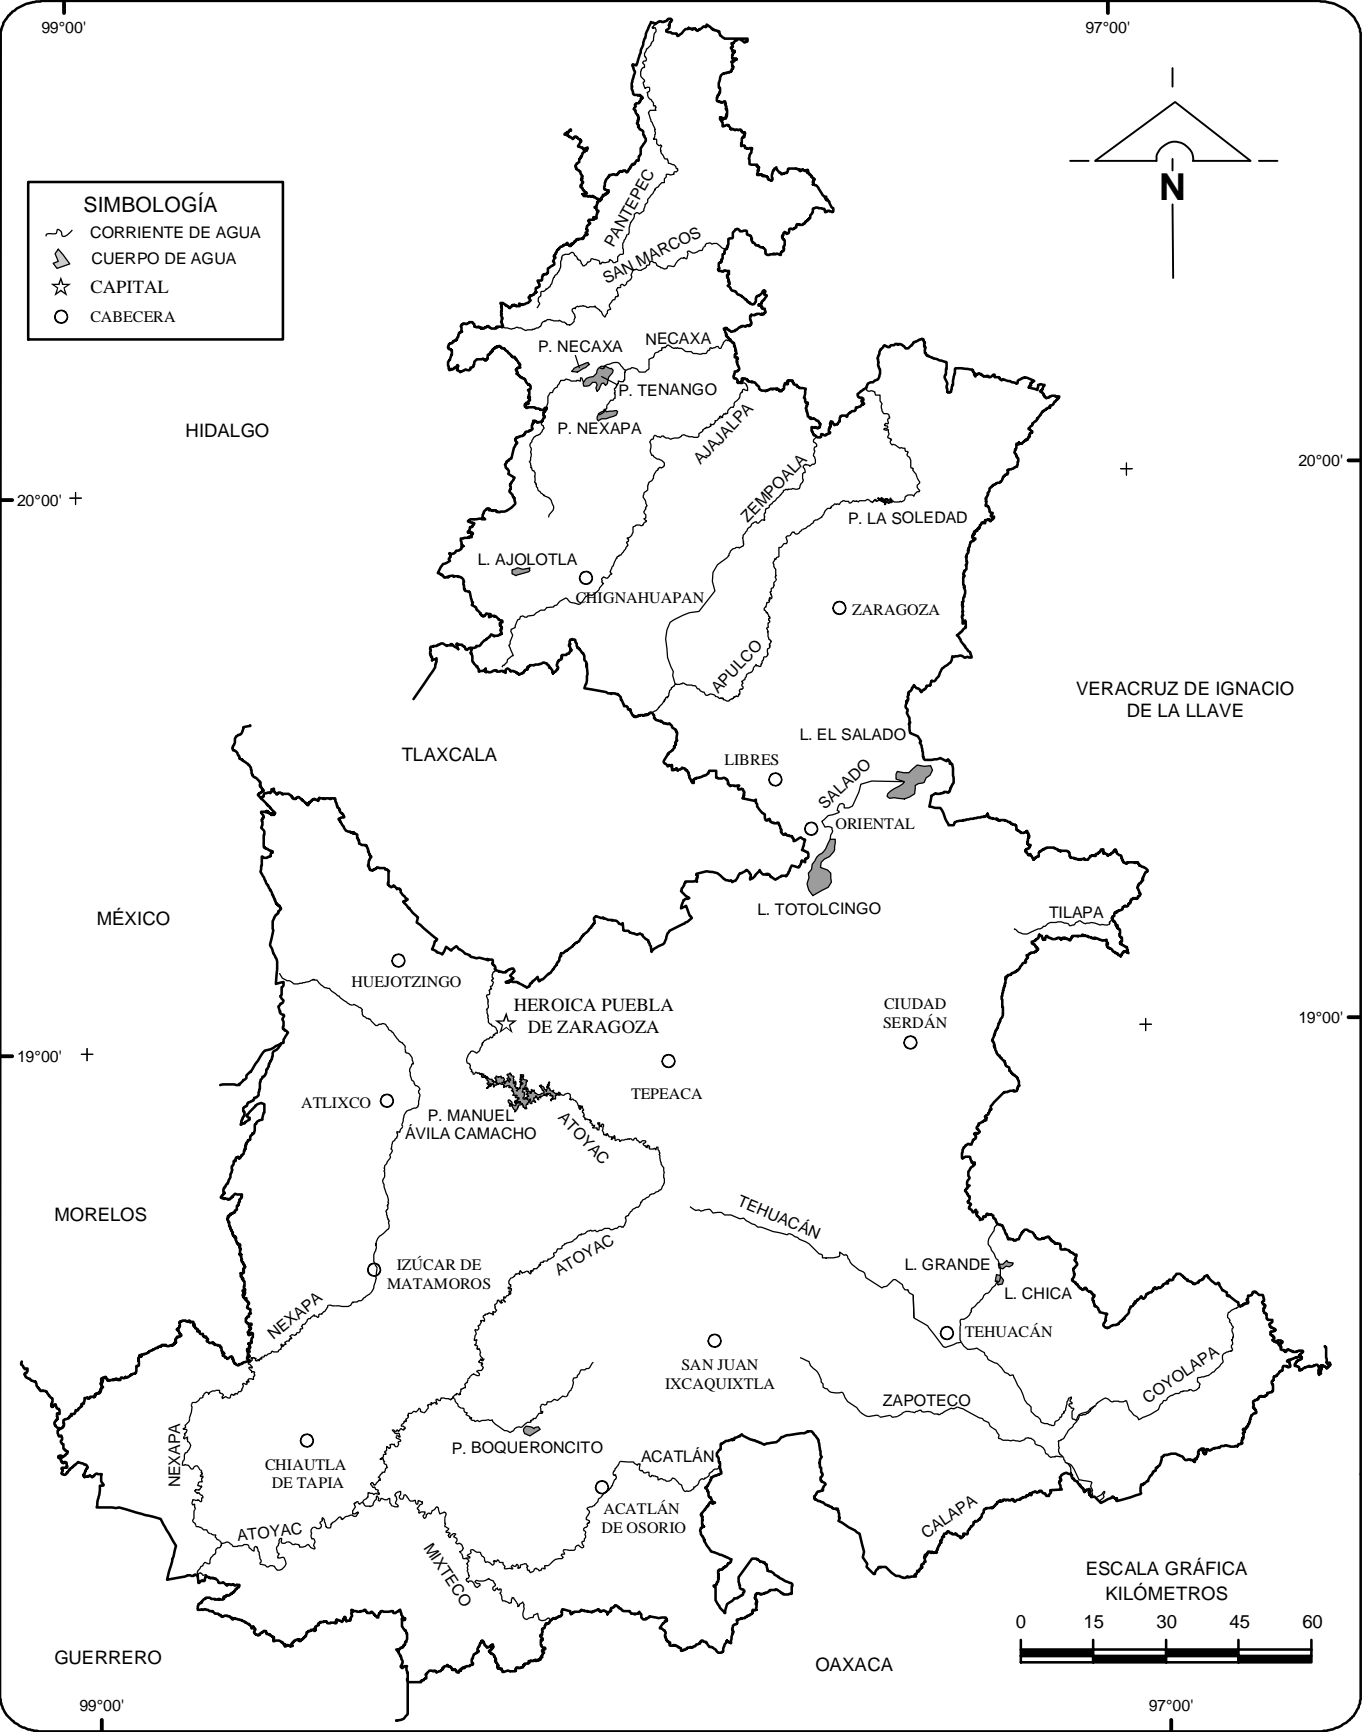 99°00'
97°00'
N
SIMBOLOGÍA
CORRIENTE DE AGUA
CUERPO DE AGUA
CAPITAL
CABECERA
PANTEPEC
SAN MARCOS
P. NECAXA
NECAXA
P. TENANGO
P. NEXAPA
AJAJALPA
HIDALGO
ZEMPOALA
20°00'
20°00'
P. LA SOLEDAD
L. AJOLOTLA
CHIGNAHUAPAN
ZARAGOZA
APULCO
VERACRUZ DE IGNACIO
DE LA LLAVE
L. EL SALADO
TLAXCALA
LIBRES
SALADO
ORIENTAL
L. TOTOLCINGO
TILAPA
MÉXICO
HUEJOTZINGO
HEROICA PUEBLA
DE ZARAGOZA
CIUDAD
SERDÁN
19°00'
19°00'
TEPEACA
ATLIXCO
P. MANUEL
ÁVILA CAMACHO
ATOYAC
MORELOS
TEHUACÁN
ATOYAC
L. GRANDE
L. CHICA
IZÚCAR DE
MATAMOROS
NEXAPA
TEHUACÁN
SAN JUAN
IXCAQUIXTLA
COYOLAPA
ZAPOTECO
NEXAPA
P. BOQUERONCITO
ACATLÁN
CHIAUTLA
DE TAPIA
ACATLÁN
DE OSORIO
CALAPA
ATOYAC
MIXTECO
ESCALA GRÁFICA
KILÓMETROS
0 15 30 45 60
GUERRERO
OAXACA
99°00'
97°00'